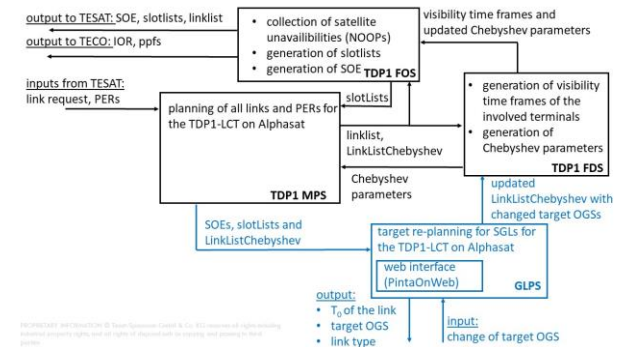 output to TESAT: SOE, slotlists, linklist
output to TECO: IOR, ppfs
inputs from TESAT:
link request, PERs
• collection of satellite
unavailibilities (NOOPs)
• generation of slotlists
• generation of SOE
TDP1 FOS
visibility time frames and
updated Chebyshev parameters
slotLists
planning of all links and PERs for
the TDP1-LCT on Alphasat
TDP1 MPS
linklist,
LinkListChebyshev
Chebyshev
parameters
• generation of visibility
time frames of the
involved terminals
• generation of
Chebyshev parameters
TDP1 FDS
updated
LinkListChebyshev with
changed target OGSs
SOEs, slotLists and
LinkListChebyshev
target re-planning for SGLs for
the TDP1-LCT on Alphasat
web interface
(PintaOnWeb)
GLPS
output:
• T0 of the link
• target OGS
• link type
input:
change of target OGS